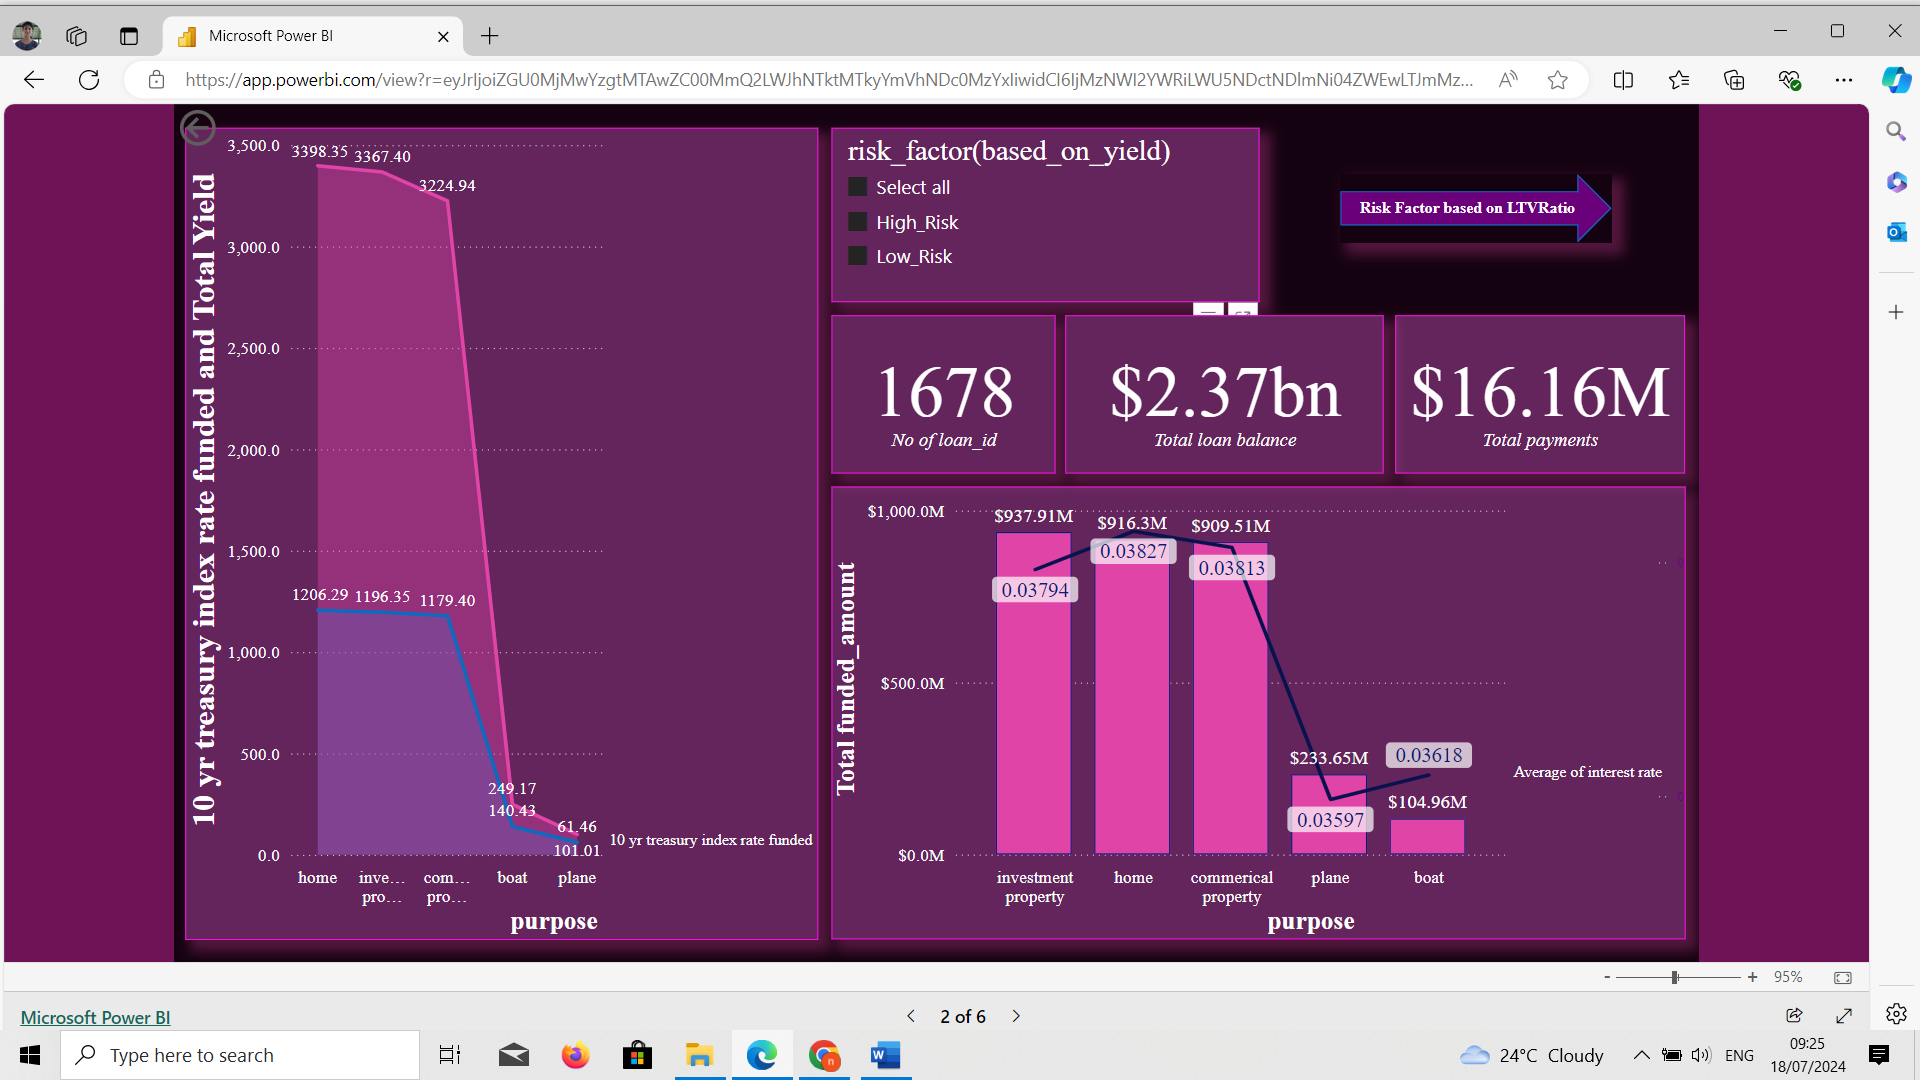 Microsoft Power BI
https://app.powerbi.com/view?r=eyJrIjoiZGU0MjMwYzgtMTAwZC00MmQ2LWJhNTktMTkyYmVhNDc0MzYxIiwidCI6IjMzNWI2YWRiLWU5NDctNDlmNi04ZWEwLTJmMz...
10 yr treasury index rate funded and Total Yield
3,500.0
3,000.0
2,500.0
2,000.0
1,500.0
1,000.0
500.0
0.0
3398.35
3367.40
3224.94
1206.29
1196.35
1179.40
249.17
140.43
61.46
101.01
10 yr treasury index rate funded
home
inve...
pro...
com...
pro...
boat
plane
purpose
risk_factor(based_on_yield)
Select all
High_Risk
Low_Risk
Risk Factor based on LTVRatio
1678
No of loan_id
$2.37bn
Total loan balance
$16.16M
Total payments
Total funded_amount
$1,000.0M
$500.0M
$0.0M
$937.91M
$916.3M
$909.51M
$233.65M
$104.96M
0.03794
0.03827
0.03813
0.03597
0.03618
Average of interest rate
investment
property
home
commerical
property
plane
boat
purpose
- + 95%
Microsoft Power BI
2 of 6
Type here to search
24°C Cloudy
ENG
09:25
18/07/2024